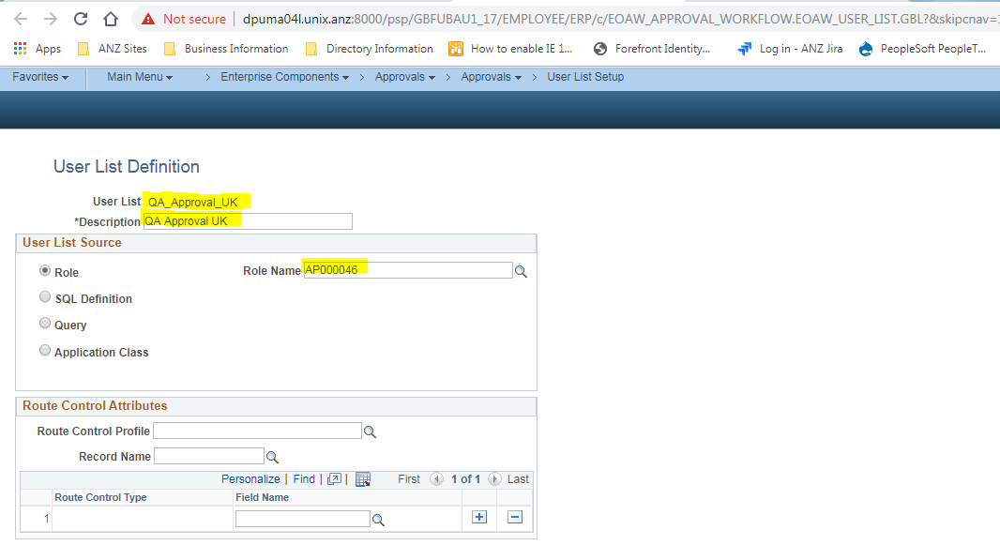 Not secure | dpuma04l.unix.anz:8000/psp/GBFUBAU1_17/EMPLOYEE/ERP/c/EOAW_APPROVAL_WORKFLOW.EOAW_USER_LIST.GBL?&skipcnav=
Apps ANZ Sites Business Information Directory Information How to enable IE 1... Forefront Identity... Log in - ANZ Jira PeopleSoft PeopleT...
Favorites Main Menu > Enterprise Components > Approvals > Approvals > User List Setup
User List Definition
User List QA_Approval_UK
*Description QA Approval UK
User List Source
Role Role Name AP000046
SQL Definition
Query
Application Class
Route Control Attributes
Route Control Profile
Record Name
Personalize | Find | | First 1 of 1 Last
Route Control Type Field Name
1